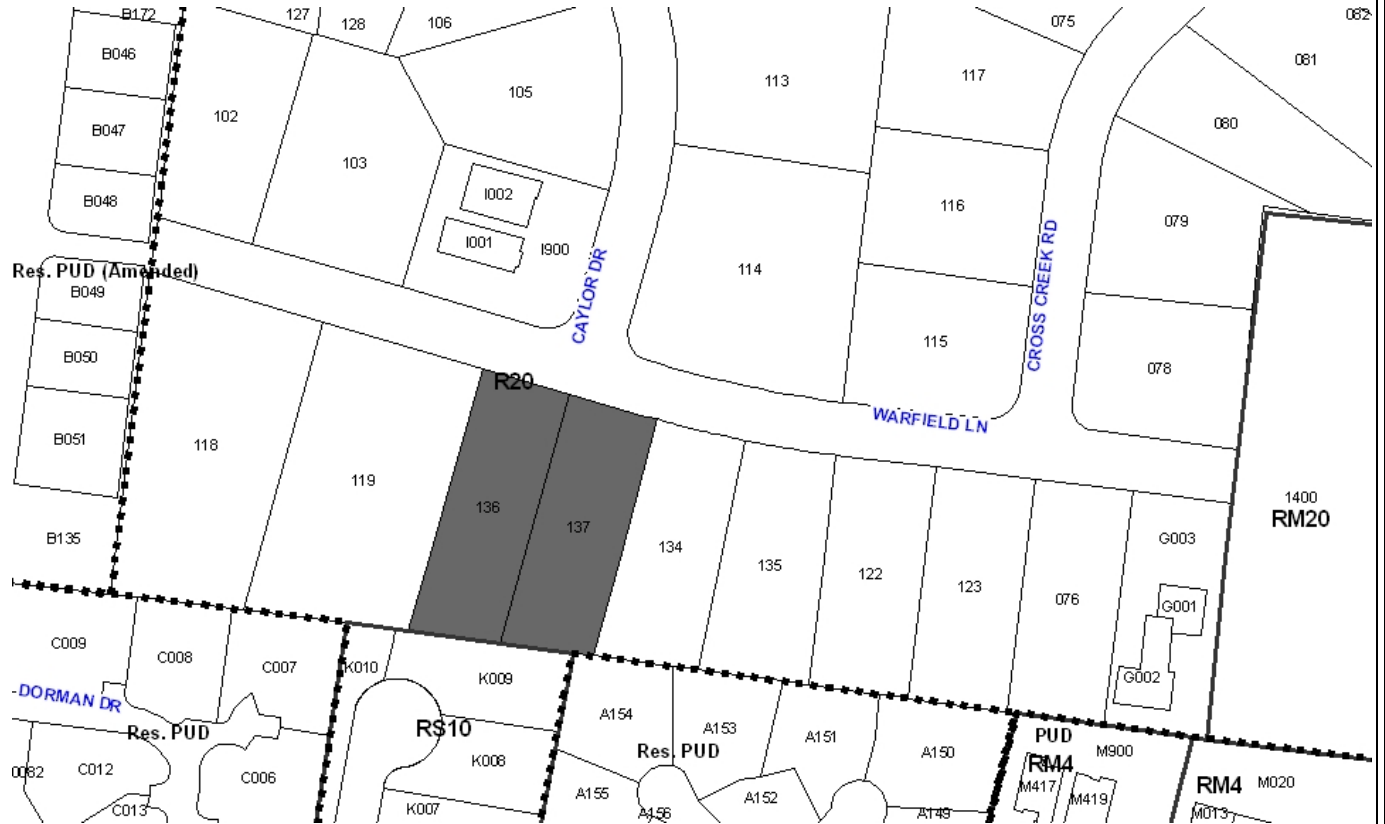 B172
127
128
106
075
082
B046
105
113
117
081
102
080
B047
103
I002
116
079
B048
I001
I900
114
CAYLOR DR
CROSS CREEK RD
Res. PUD (Amended)
B049
115
B050
078
R20
WARFIELD LN
B051
118
119
136
137
1400
RM20
B135
134
135
122
123
076
G003
G001
C009
C008
C007
K010
K009
G002
DORMAN DR
Res. PUD
RS10
A154
A153
A151
A150
Res. PUD
PUD
M900
RM4
0082
C012
C006
K008
M417
M419
RM4
M020
C013
K007
A155
A156
A152
A149
M013